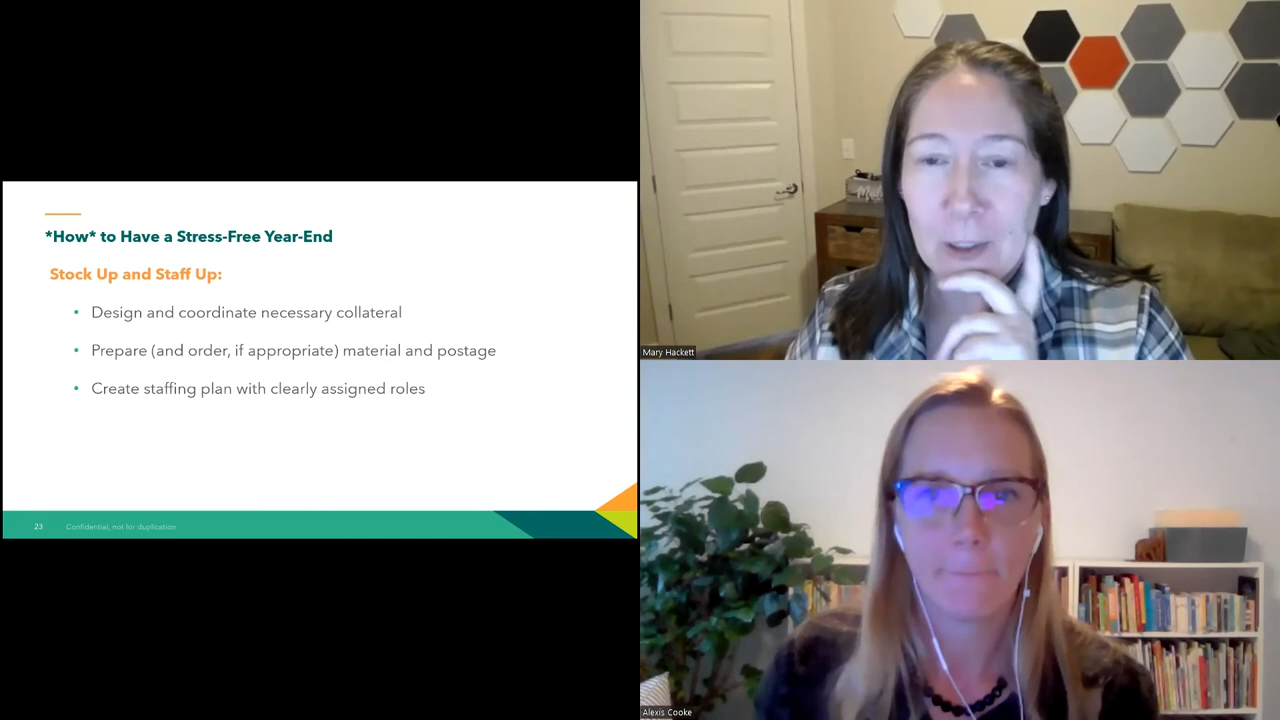 *How* to Have a Stress-Free Year-End
Stock Up and Staff Up:
• Design and coordinate necessary collateral
• Prepare (and order, if appropriate) material and postage
• Create staffing plan with clearly assigned roles
23 Confidential, not for duplication
Mary Hackett
Alexis Cooke